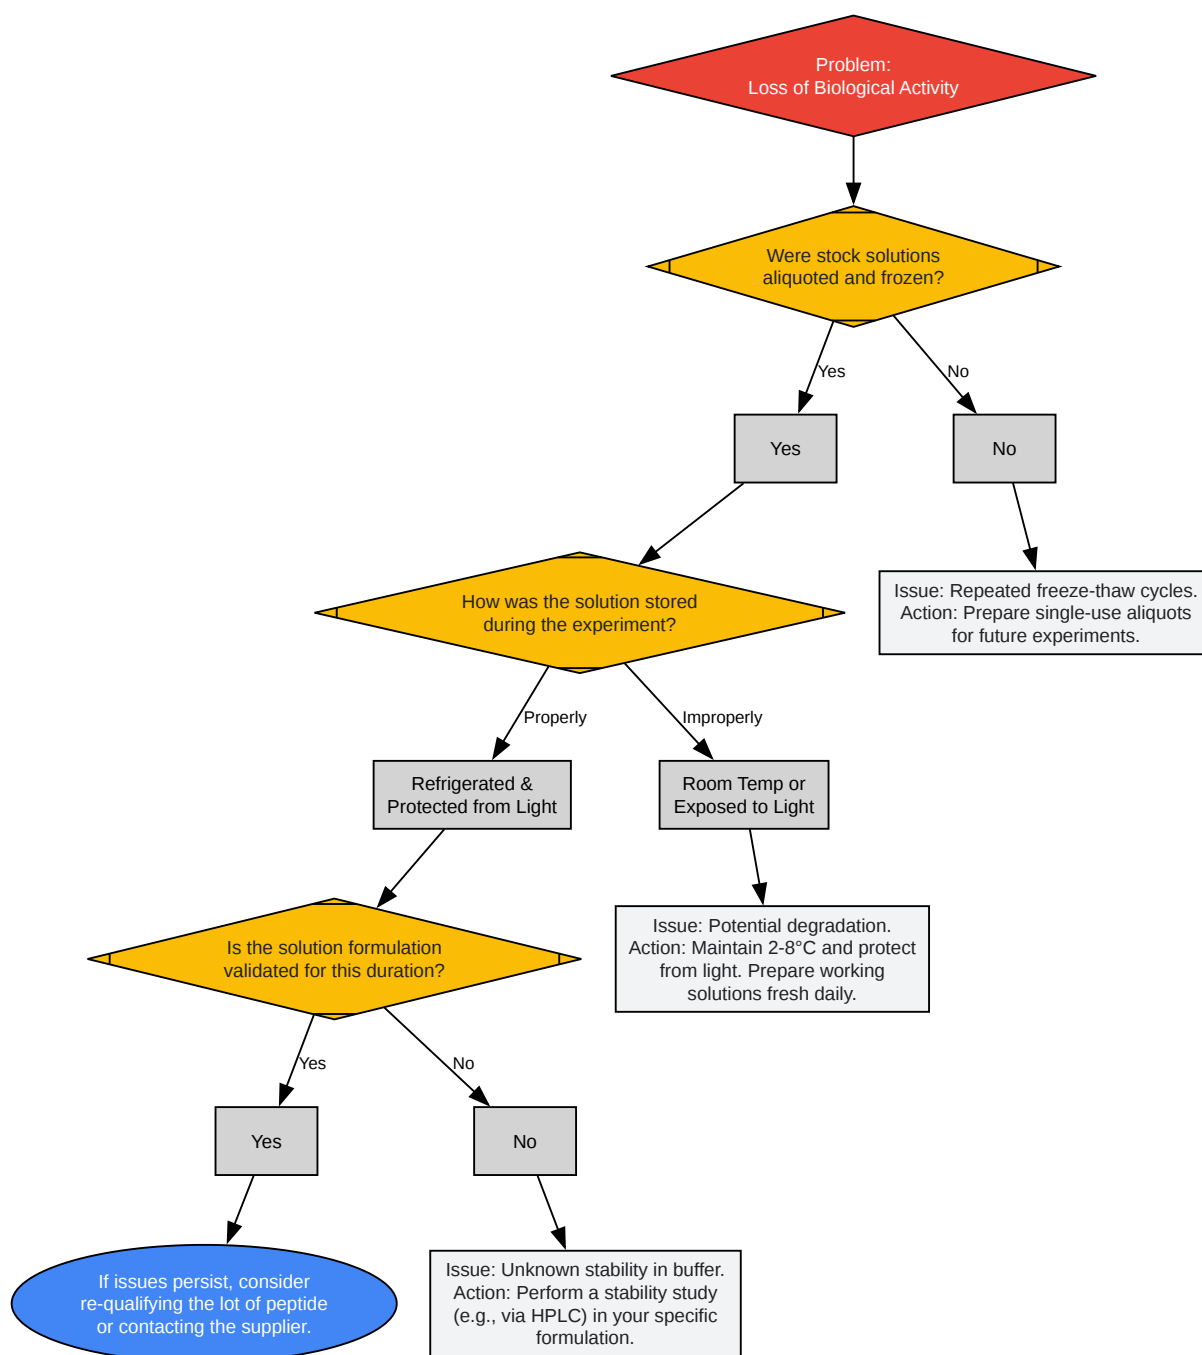 Problem:
Loss of Biological Activity
Were stock solutions
aliquoted and frozen?
Yes
No
Yes
No
Issue: Repeated freeze-thaw cycles.
Action: Prepare single-use aliquots
for future experiments.
How was the solution stored
during the experiment?
Properly
Improperly
Refrigerated &
Protected from Light
Room Temp or
Exposed to Light
Issue: Potential degradation.
Action: Maintain 2-8°C and protect
from light. Prepare working
solutions fresh daily.
Is the solution formulation
validated for this duration?
Yes
No
Yes
No
If issues persist, consider
re-qualifying the lot of peptide
or contacting the supplier.
Issue: Unknown stability in buffer.
Action: Perform a stability study
(e.g., via HPLC) in your specific
formulation.